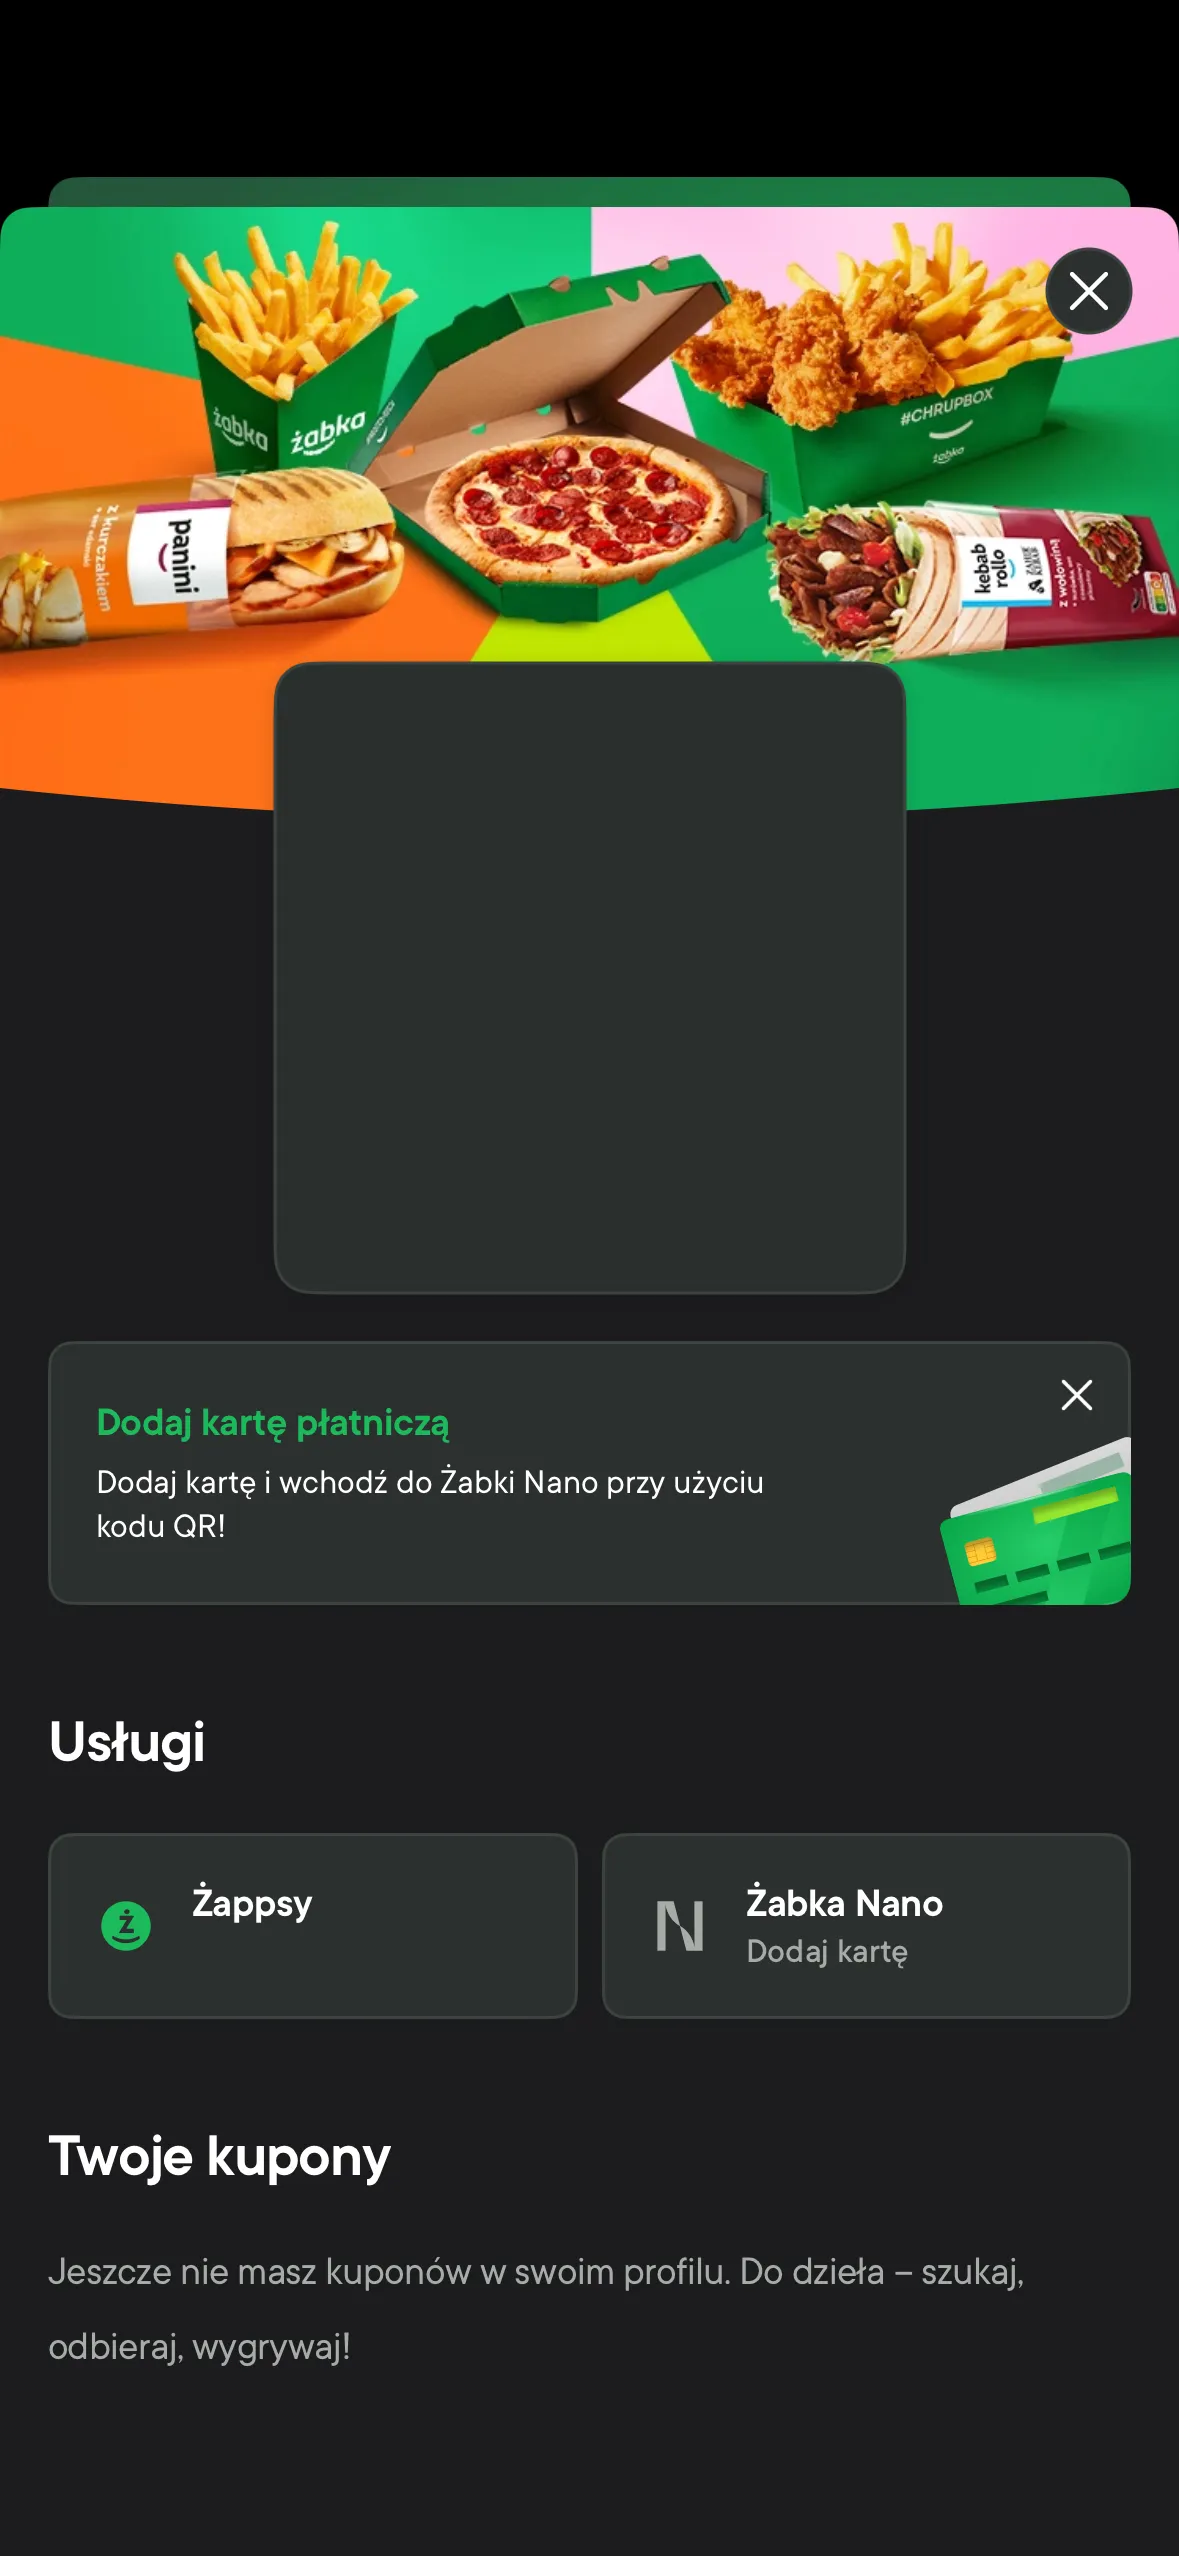 żabka
żabka
#CHRUPBOX
żabka
z kurczakiem
panini
kebab
rollo
z wołowiną
Dodaj kartę płatniczą
Dodaj kartę i wchodź do Żabki Nano przy użyciu
kodu QR!
Usługi
Żappsy
Żabka Nano
Dodaj kartę
Twoje kupony
Jeszcze nie masz kuponów w swoim profilu. Do dzieła – szukaj,
odbieraj, wygrywaj!